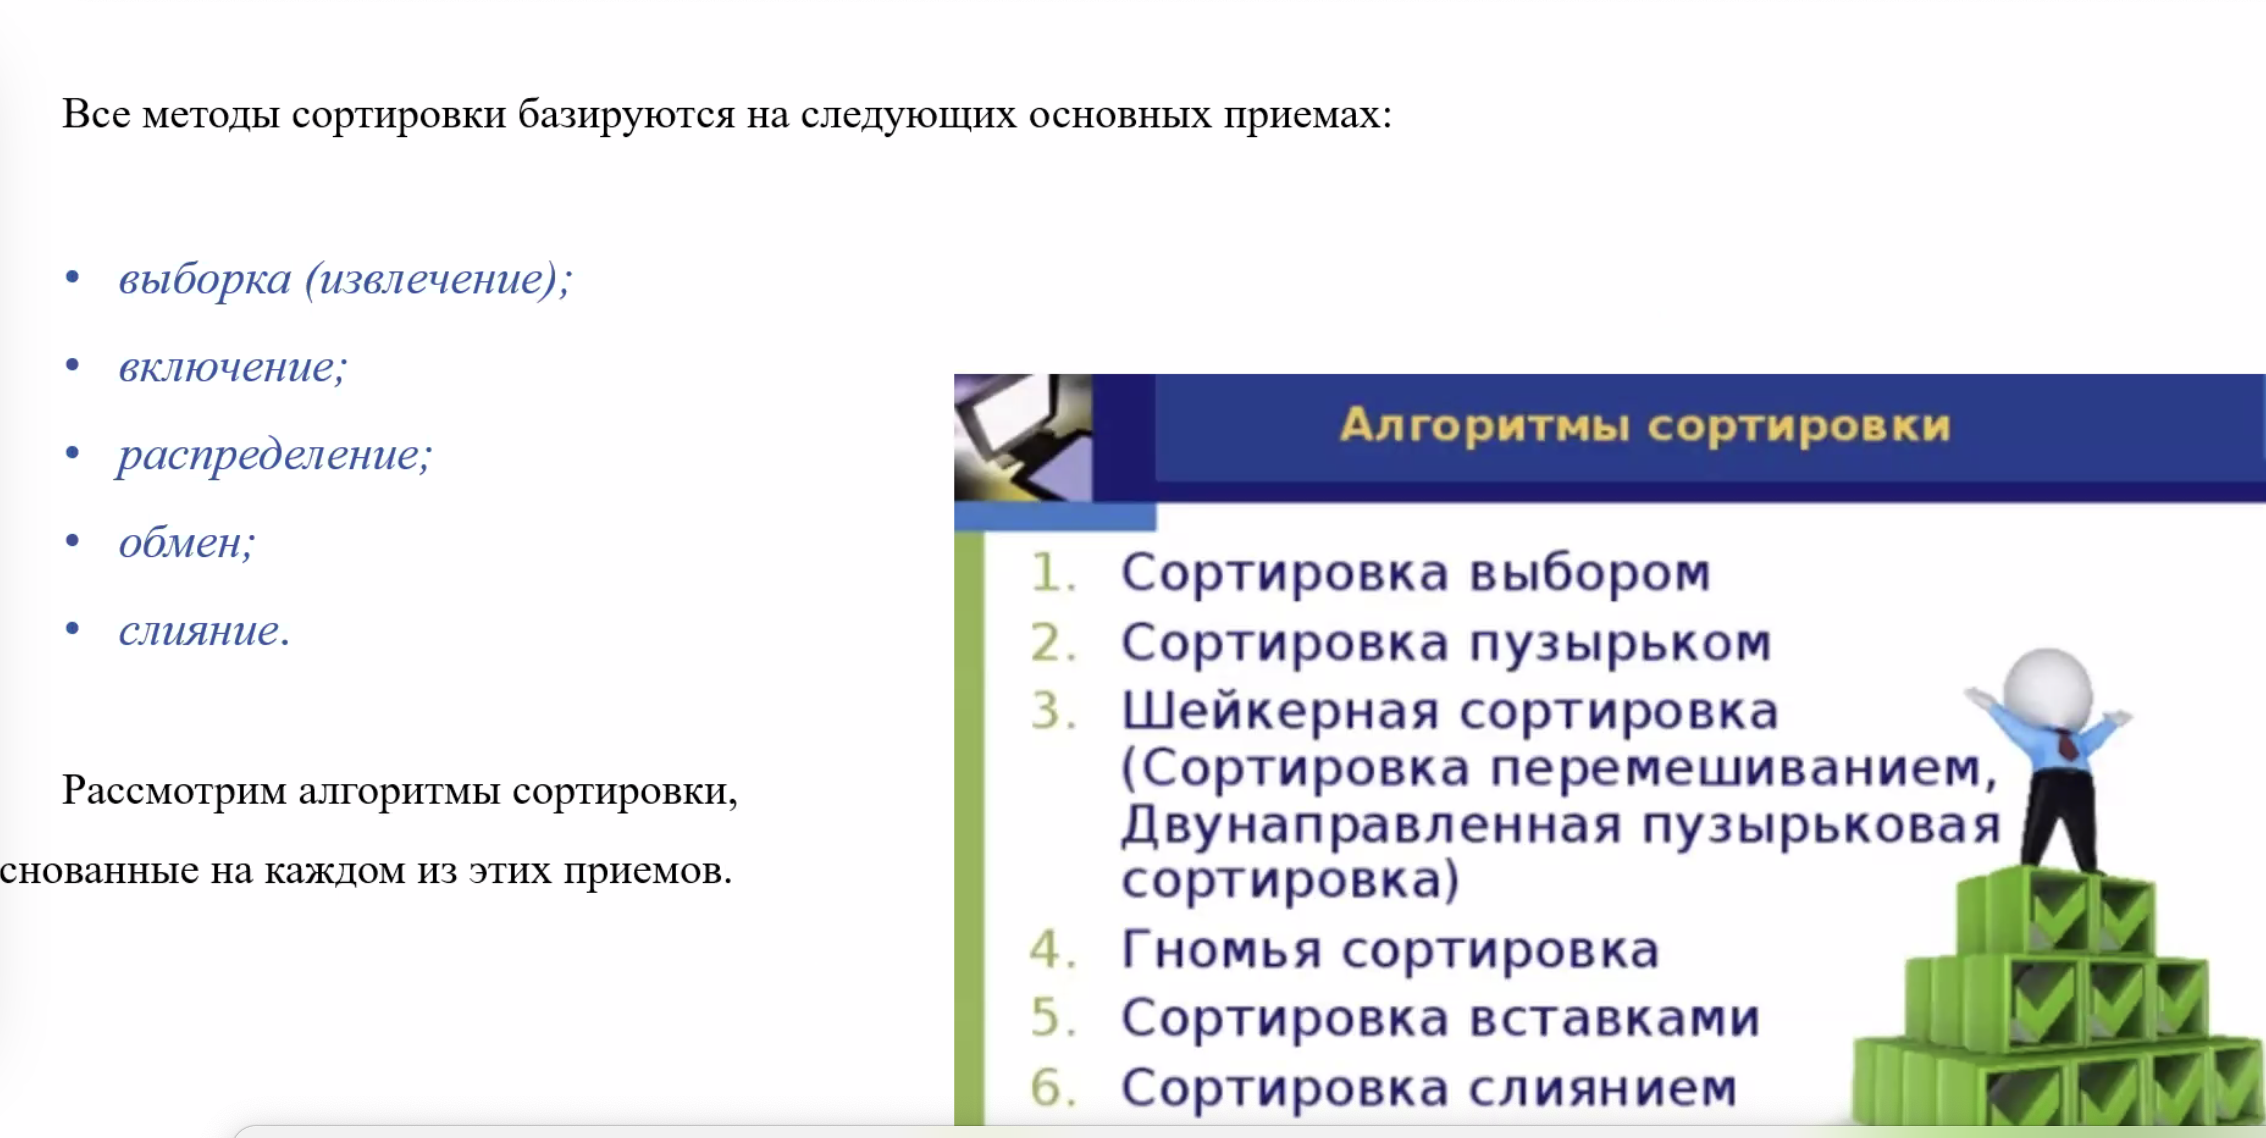 Все методы сортировки базируются на следующих основных приемах:
• выборка (извлечение);
• включение;
• распределение;
• обмен;
• слияние.
Рассмотрим алгоритмы сортировки,
снованные на каждом из этих приемов.
Алгоритмы сортировки
1. Сортировка выбором
2. Сортировка пузырьком
3. Шейкерная сортировка
(Сортировка перемешиванием,
Двунаправленная пузырьковая
сортировка)
4. Гномья сортировка
5. Сортировка вставками
6. Сортировка слиянием